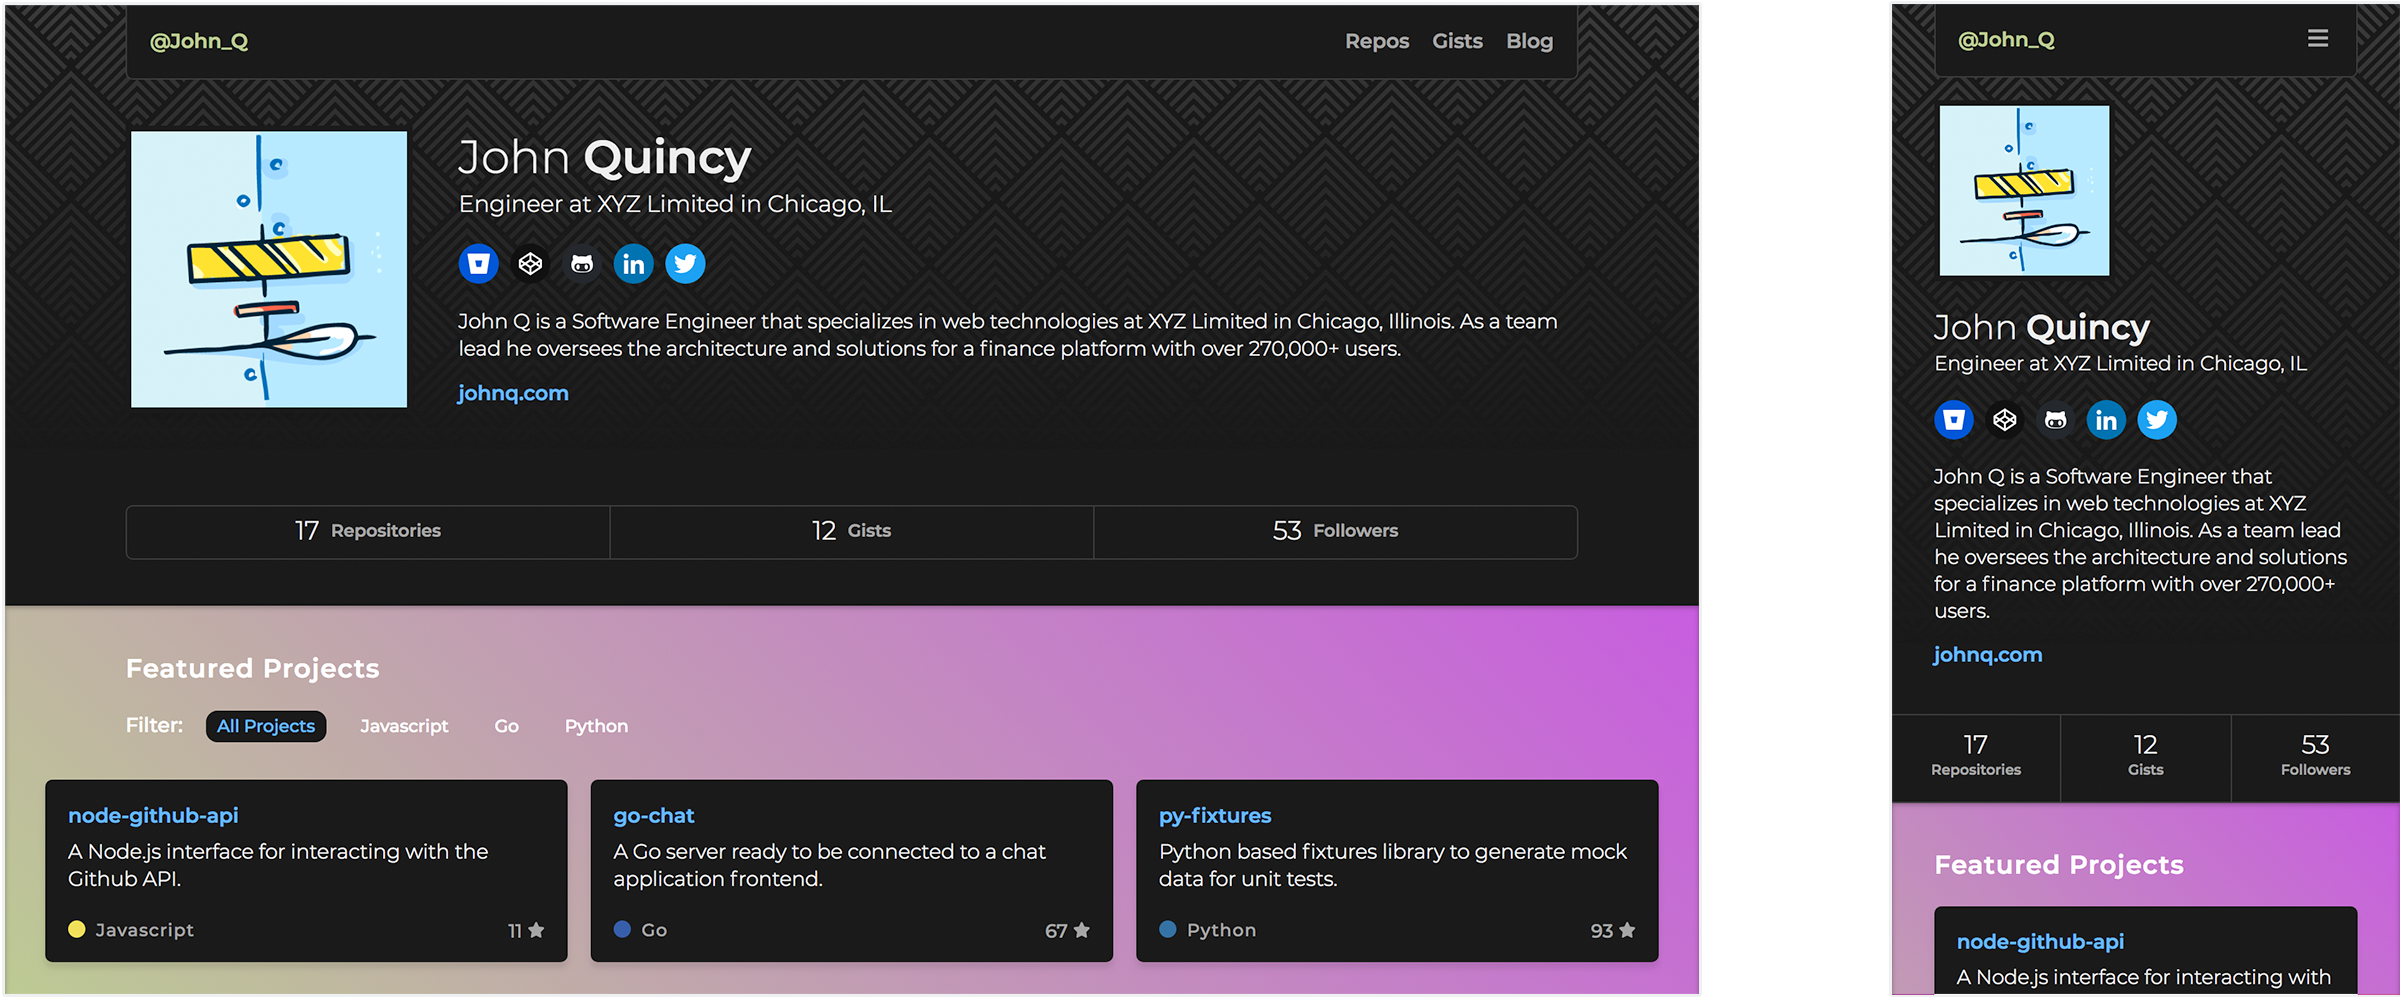 @John_Q
Repos Gists Blog
John Quincy
Engineer at XYZ Limited in Chicago, IL
in
John Q is a Software Engineer that specializes in web technologies at XYZ Limited in Chicago, Illinois. As a team
lead he oversees the architecture and solutions for a finance platform with over 270,000+ users.
johnq.com
17 Repositories
12 Gists
53 Followers
Featured Projects
Filter: All Projects Javascript Go Python
node-github-api
A Node.js interface for interacting with the
Github API.
Javascript 11
go-chat
A Go server ready to be connected to a chat
application frontend.
Go 67
py-fixtures
Python based fixtures library to generate mock
data for unit tests.
Python 93
@John_Q
John Quincy
Engineer at XYZ Limited in Chicago, IL
in
John Q is a Software Engineer that
specializes in web technologies at XYZ
Limited in Chicago, Illinois. As a team lead
he oversees the architecture and solutions
for a finance platform with over 270,000+
users.
johnq.com
17
Repositories
12
Gists
53
Followers
Featured Projects
node-github-api
A Node.js interface for interacting with